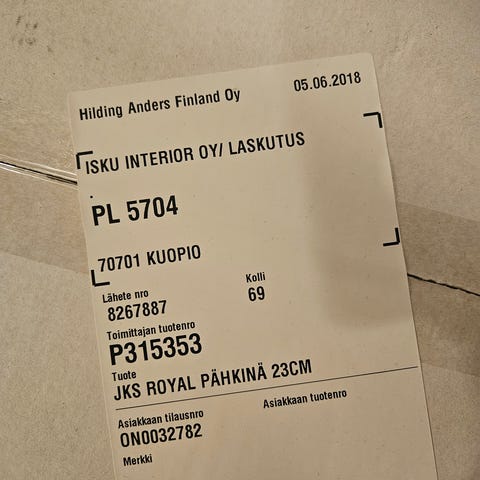 Hilding Anders Finland Oy 05.06.2018
ISKU INTERIOR OY/ LASKUTUS
PL 5704
70701 KUOPIO
Lähete nro Kolli
8267887 69
Toimittajan tuotenro
P315353
Tuote
JKS ROYAL PÄHKINÄ 23CM
Asiakkaan tilausnro Asiakkaan tuotenro
ON0032782
Merkki